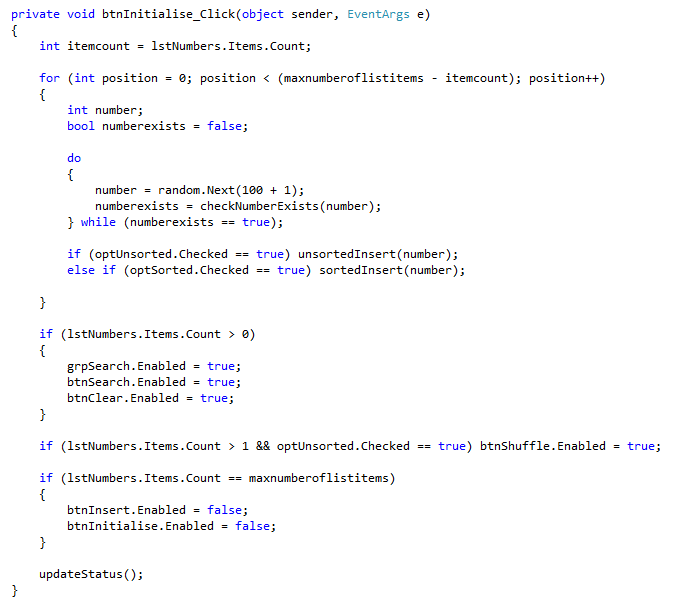 private void btnInitialise_Click(object sender, EventArgs e)
{
    int itemcount = lstNumbers.Items.Count;

    for (int position = 0; position < (maxnumberoflistitems - itemcount); position++)
    {
        int number;
        bool numberexists = false;

        do
        {
            number = random.Next(100 + 1);
            numberexists = checkNumberExists(number);
        } while (numberexists == true);

        if (optUnsorted.Checked == true) unsortedInsert(number);
        else if (optSorted.Checked == true) sortedInsert(number);

    }

    if (lstNumbers.Items.Count > 0)
    {
        grpSearch.Enabled = true;
        btnSearch.Enabled = true;
        btnClear.Enabled = true;
    }

    if (lstNumbers.Items.Count > 1 && optUnsorted.Checked == true) btnShuffle.Enabled = true;

    if (lstNumbers.Items.Count == maxnumberoflistitems)
    {
        btnInsert.Enabled = false;
        btnInitialise.Enabled = false;
    }

    updateStatus();
}